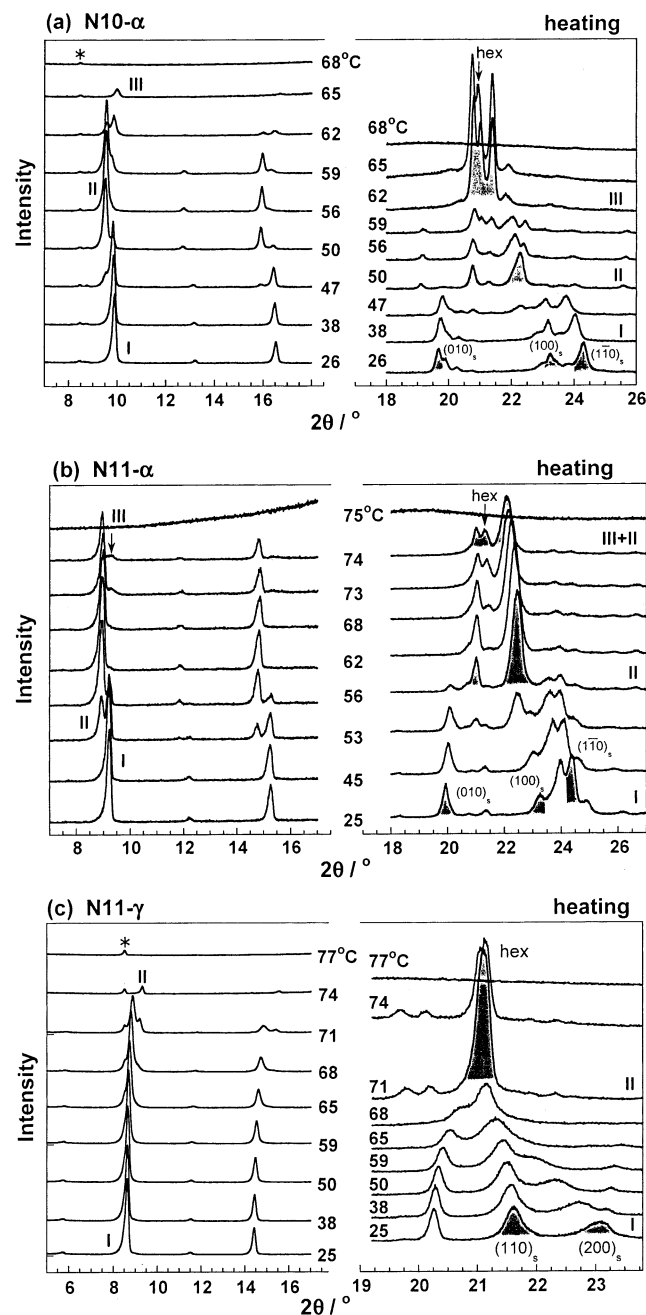 (a) N10-α heating
*
III
II
I
68°C
65
62
59
56
50
47
38
26
hex
68°C
65
62
59
56
50
47
38
26
III
II
I
(010)s
(100)s
(11̄0)s
Intensity
8 10 12 14 16
18 20 22 24 26
2θ / °
(b) N11-α heating
III
II
I
75°C
74
73
68
62
56
53
45
25
hex
III+II
II
I
(010)s
(100)s
(11̄0)s
Intensity
8 10 12 14 16
18 20 22 24 26
2θ / °
(c) N11-γ heating
*
II
I
77°C
74
71
68
65
59
50
38
25
hex
77°C
74
71
68
65
59
50
38
25
II
I
(110)s
(200)s
Intensity
6 8 10 12 14 16
19 20 21 22 23
2θ / °